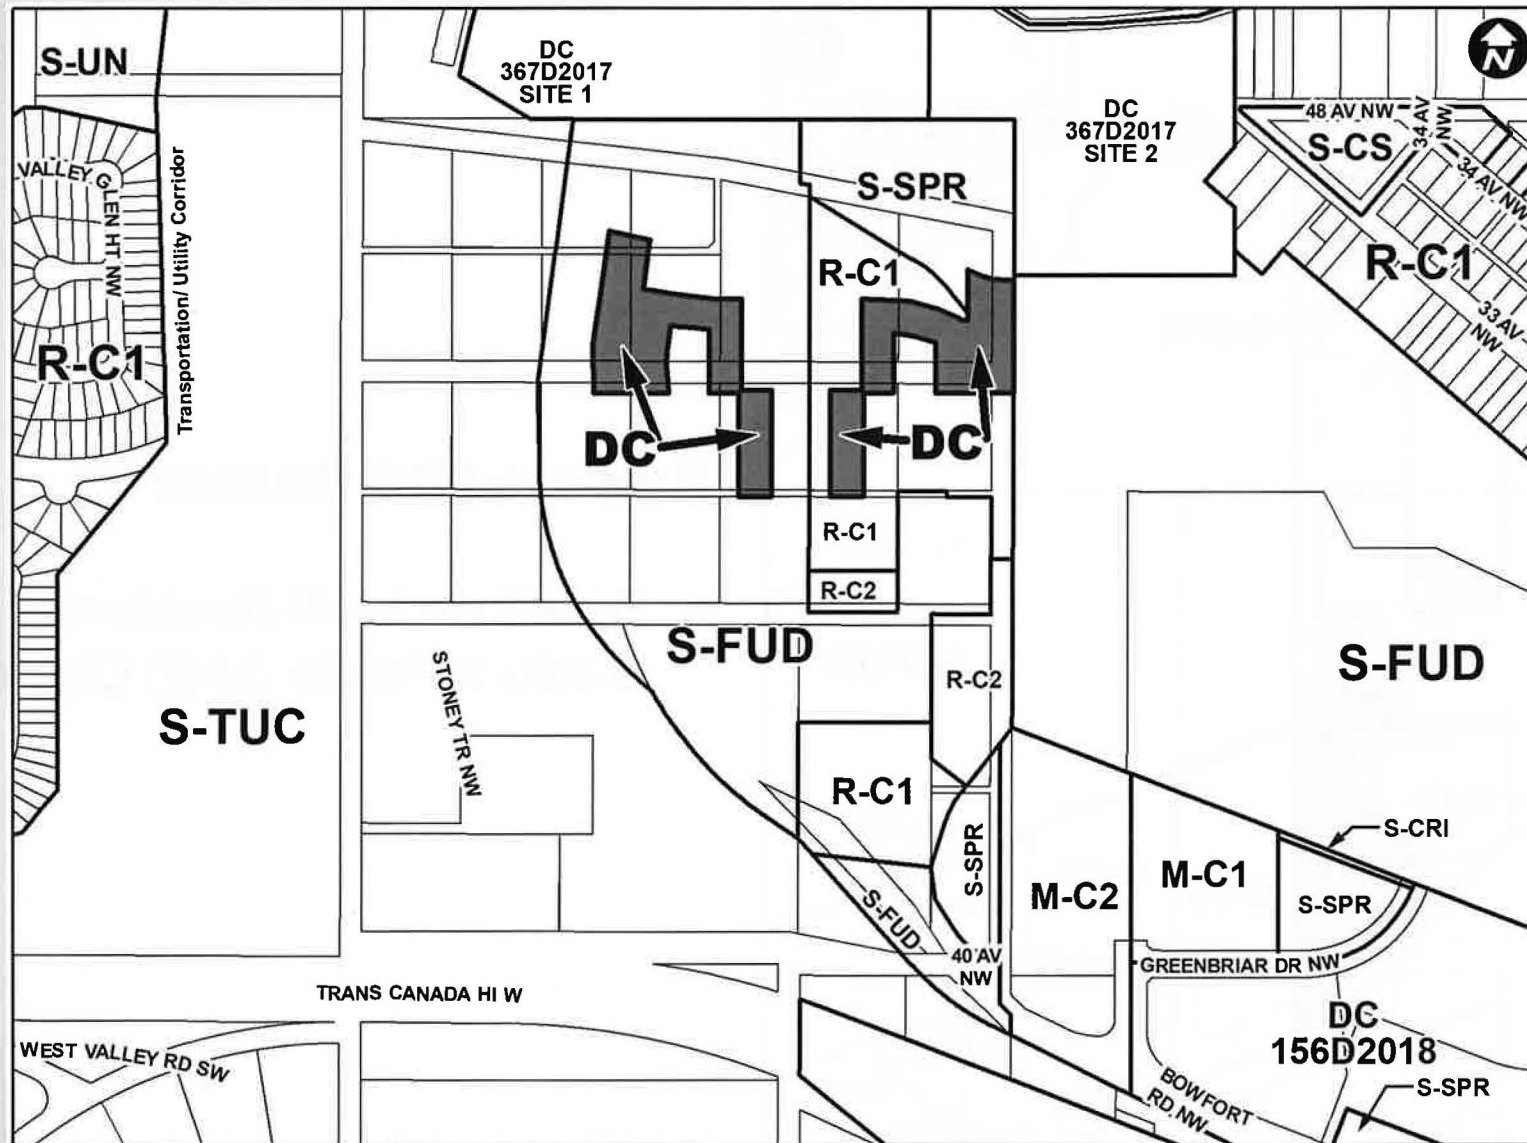 S-UN
DC
367D2017
SITE 1
N
DC
367D2017
SITE 2
48 AV NW
34 AV
NW
S-CS
34 AV NW
VALLEY GLEN HT NW
Transportation/ Utility Corridor
S-SPR
R-C1
R-C1
33 AV
NW
R-C1
DC
DC
R-C1
R-C2
S-FUD
S-FUD
R-C2
STONEY TR NW
S-TUC
R-C1
S-CRI
S-SPR
M-C2
M-C1
S-SPR
S-FUD
40 AV
NW
GREENBRIAR DR NW
TRANS CANADA HI W
DC
156D2018
WEST VALLEY RD SW
BOWFORT
RD NW
S-SPR